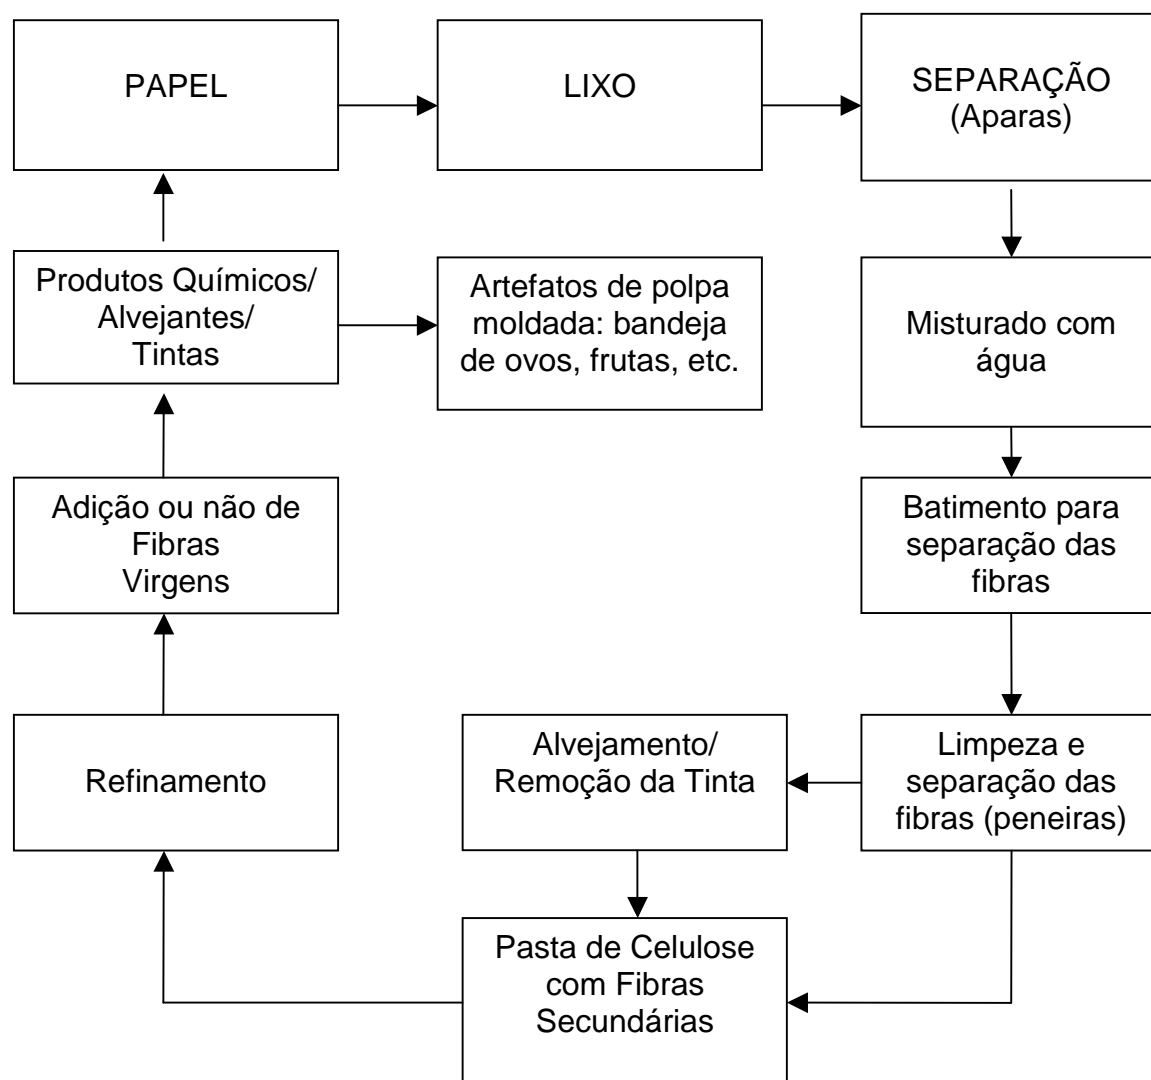 PAPEL
LIXO
SEPARAÇÃO
(Aparas)
Produtos Químicos/
Alvejantes/
Tintas
Artefatos de polpa
moldada: bandeja
de ovos, frutas, etc.
Misturado com
água
Adição ou não de
Fibras
Virgens
Batimento para
separação das
fibras
Refinamento
Alvejamento/
Remoção da Tinta
Limpeza e
separação das
fibras (peneiras)
Pasta de Celulose
com Fibras
Secundárias